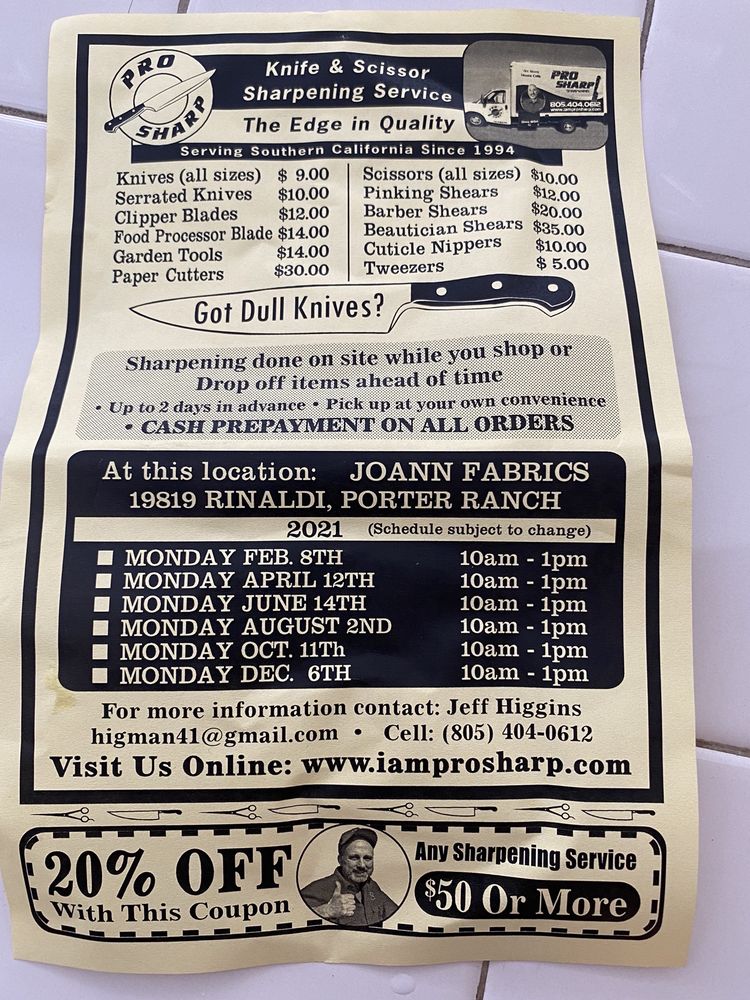 PRO
SHARP
Knife & Scissor
Sharpening Service
The Edge in Quality
Serving Southern California Since 1994
PRO
SHARP
805.404.0612
www.iamprosharp.com
Knives (all sizes) $ 9.00
Serrated Knives $10.00
Clipper Blades $12.00
Food Processor Blade $14.00
Garden Tools $14.00
Paper Cutters $30.00
Scissors (all sizes) $10.00
Pinking Shears $12.00
Barber Shears $20.00
Beautician Shears $35.00
Cuticle Nippers $10.00
Tweezers $ 5.00
Got Dull Knives?
Sharpening done on site while you shop or
Drop off items ahead of time
• Up to 2 days in advance • Pick up at your own convenience
• CASH PREPAYMENT ON ALL ORDERS
At this location: JOANN FABRICS
19819 RINALDI, PORTER RANCH
2021 (Schedule subject to change)
MONDAY FEB. 8TH 10am - 1pm
MONDAY APRIL 12TH 10am - 1pm
MONDAY JUNE 14TH 10am - 1pm
MONDAY AUGUST 2ND 10am - 1pm
MONDAY OCT. 11Th 10am - 1pm
MONDAY DEC. 6TH 10am - 1pm
For more information contact: Jeff Higgins
higman41@gmail.com • Cell: (805) 404-0612
Visit Us Online: www.iamprosharp.com
20% OFF
With This Coupon
Any Sharpening Service
$50 Or More